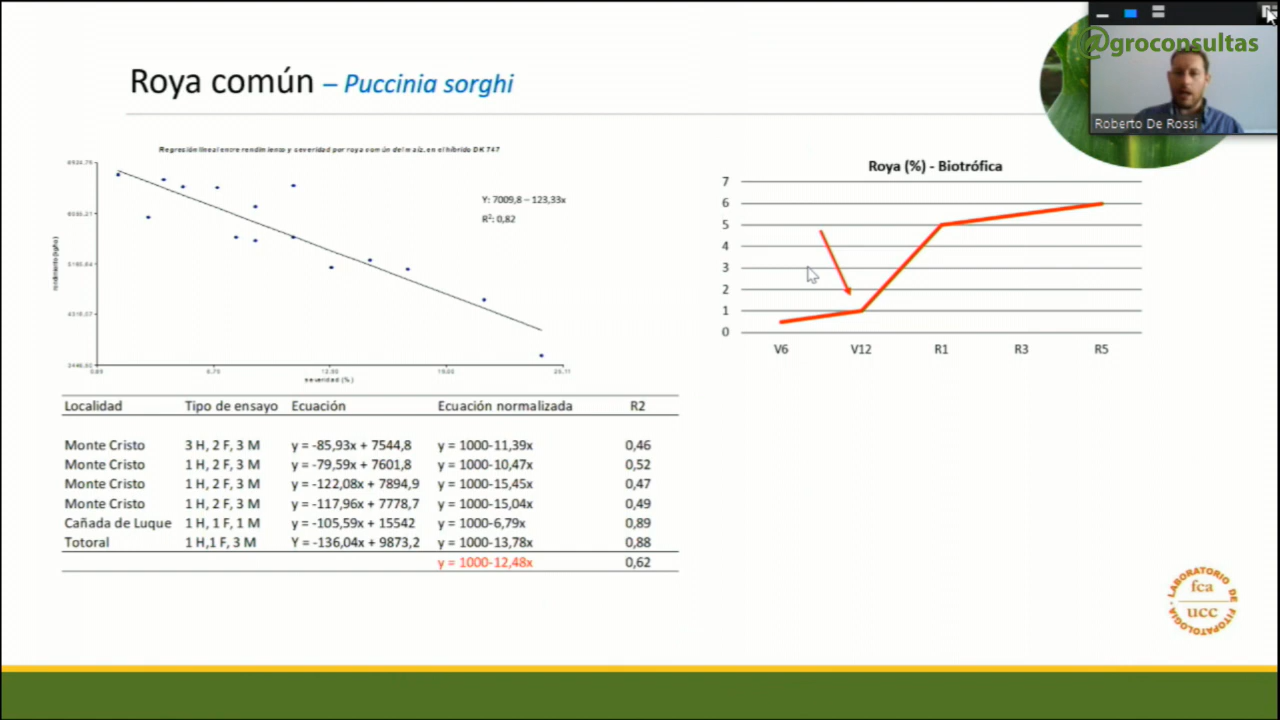 @groconsultas
Roberto De Rossi
Roya común – Puccinia sorghi
Regresión lineal entre rendimiento y severidad por roya común del maíz, en el híbrido DK 747
Y: 7009,8 – 123,33x
R²: 0,82
rendimiento (kg/ha)
severidad (%)
Roya (%) - Biotrófica
7
6
5
4
3
2
1
0
V6 V12 R1 R3 R5
Localidad Tipo de ensayo Ecuación Ecuación normalizada R2
Monte Cristo 3 H, 2 F, 3 M y = -85,93x + 7544,8 y = 1000-11,39x 0,46
Monte Cristo 1 H, 2 F, 3 M y = -79,59x + 7601,8 y = 1000-10,47x 0,52
Monte Cristo 1 H, 2 F, 3 M y = -122,08x + 7894,9 y = 1000-15,45x 0,47
Monte Cristo 1 H, 2 F, 3 M y = -117,96x + 7778,7 y = 1000-15,04x 0,49
Cañada de Luque 1 H, 1 F, 1 M y = -105,59x + 15542 y = 1000-6,79x 0,89
Totoral 1 H,1 F, 3 M Y = -136,04x + 9873,2 y = 1000-13,78x 0,88
y = 1000-12,48x 0,62
LABORATORIO DE FITOPATOLOGIA
fca
ucc